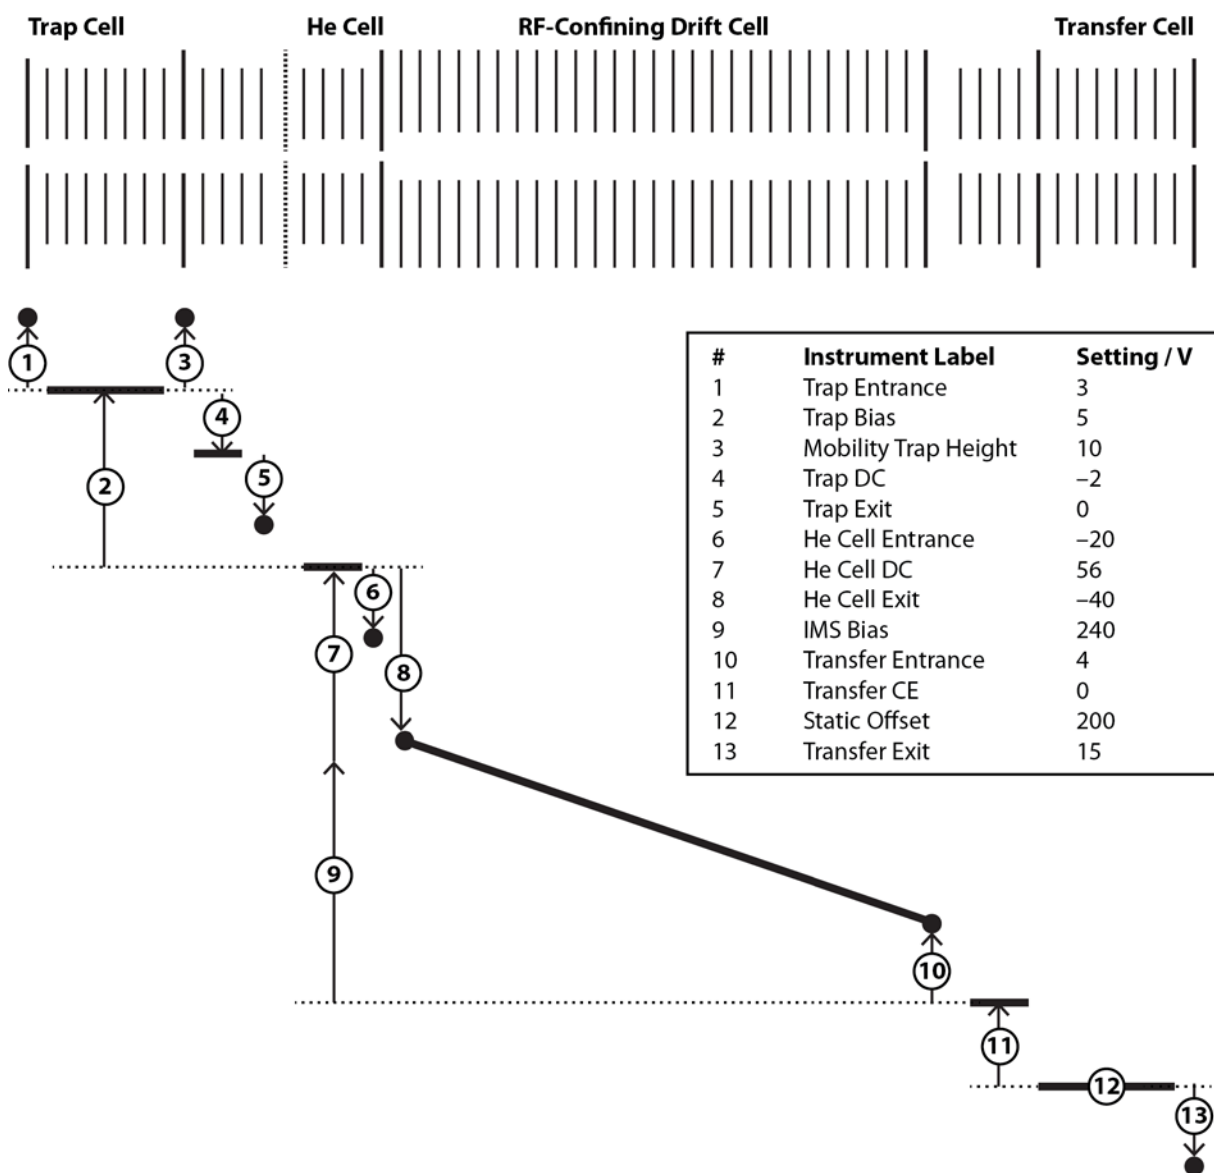 Trap Cell He Cell RF-Confining Drift Cell Transfer Cell
1
3
4
2
5
6
7
8
9
10
11
12
13
# Instrument Label Setting / V
1 Trap Entrance 3
2 Trap Bias 5
3 Mobility Trap Height 10
4 Trap DC –2
5 Trap Exit 0
6 He Cell Entrance –20
7 He Cell DC 56
8 He Cell Exit –40
9 IMS Bias 240
10 Transfer Entrance 4
11 Transfer CE 0
12 Static Offset 200
13 Transfer Exit 15